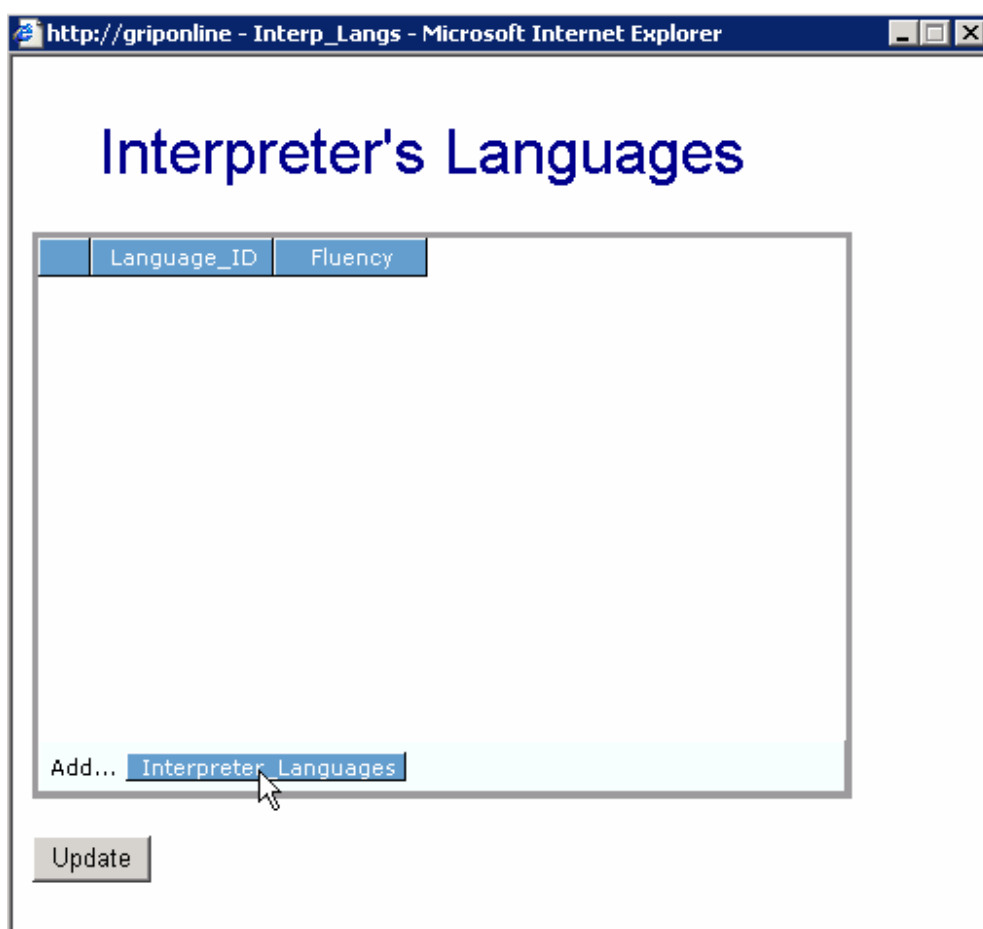 http://griponline - Interp_Langs - Microsoft Internet Explorer
Interpreter's Languages
Language_ID Fluency
Add... Interpreter_Languages
Update